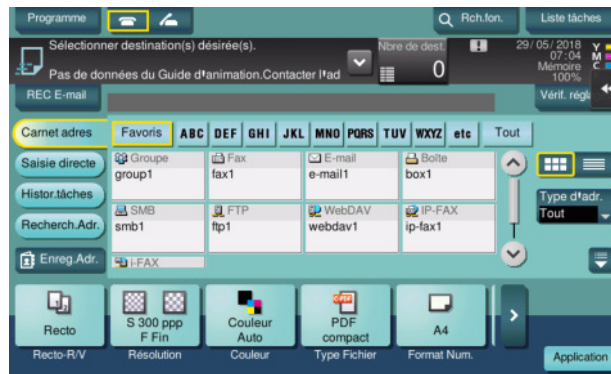 Programme
Rch.fon.
Liste tâches
Sélectionner destination(s) désirée(s).
Nbre de dest.
0
29/05/2018
07:04
Mémoire
100%
Y
M
C
Pas de données du Guide d'animation.Contacter l'ad
REC E-mail
Vérif. régla
Carnet adres
Favoris
ABC
DEF
GHI
JKL
MNO
PQRS
TUV
WXYZ
etc
Tout
Saisie directe
Histor.tâches
Recherch.Adr.
Enreg.Adr.
Groupe
group1
Fax
fax1
E-mail
e-mail1
Boîte
box1
SMB
smb1
FTP
ftp1
WebDAV
webdav1
IP-FAX
ip-fax1
i-FAX
Type d'adr.
Tout
Recto
Recto-R/V
S 300 ppp
F Fin
Résolution
Couleur
Auto
Couleur
C-PDF
PDF
compact
Type Fichier
A4
Format Num.
Application